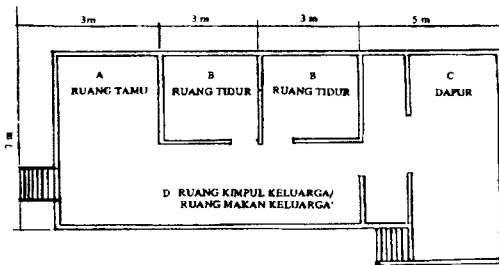 3m 3 m 3 m 5 m
A
RUANG TAMU
B
RUANG TIDUR
B
RUANG TIDUR
C
DAPUR
7 m
D RUANG KIMPUL KELUARGA/
RUANG MAKAN KELUARGA'